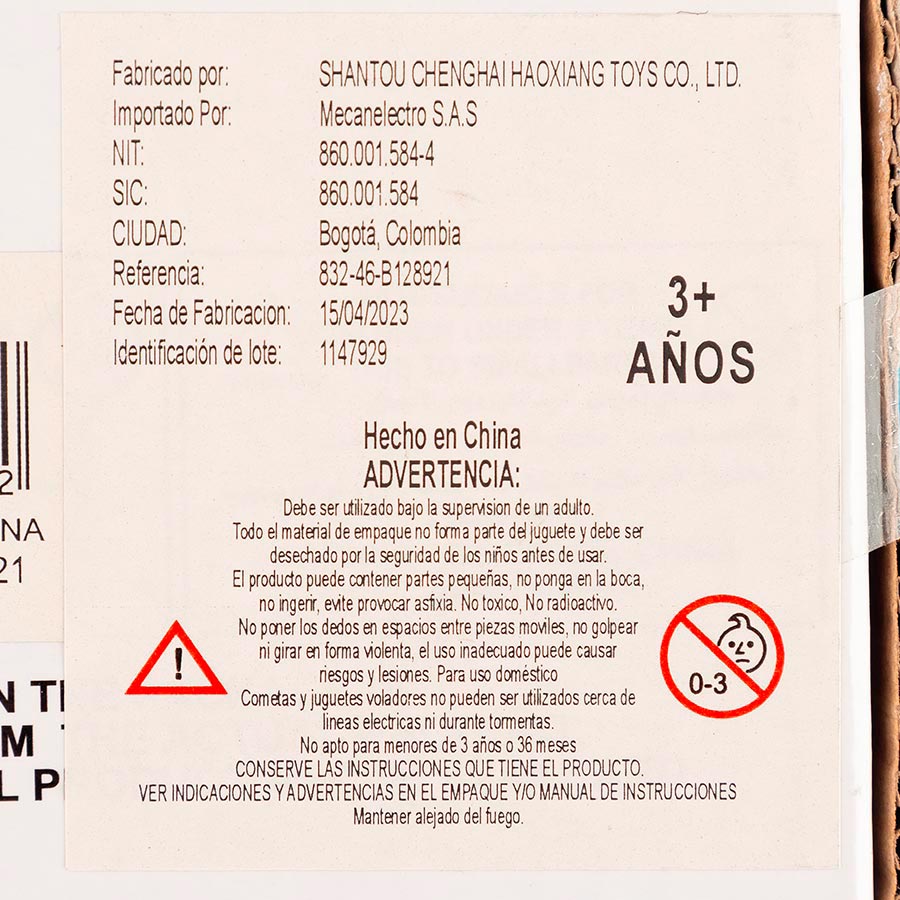 Fabricado por: SHANTOU CHENGHAI HAOXIANG TOYS CO., LTD.
Importado Por: Mecanelectro S.A.S
NIT: 860.001.584-4
SIC: 860.001.584
CIUDAD: Bogotá, Colombia
Referencia: 832-46-B128921
Fecha de Fabricacion: 15/04/2023
Identificación de lote: 1147929
3+
AÑOS
Hecho en China
ADVERTENCIA:
Debe ser utilizado bajo la supervision de un adulto.
Todo el material de empaque no forma parte del juguete y debe ser
desechado por la seguridad de los niños antes de usar.
El producto puede contener partes pequeñas, no ponga en la boca,
no ingerir, evite provocar asfixia. No toxico, No radioactivo.
No poner los dedos en espacios entre piezas moviles, no golpear
ni girar en forma violenta, el uso inadecuado puede causar
riesgos y lesiones. Para uso doméstico
Cometas y juguetes voladores no pueden ser utilizados cerca de
lineas electricas ni durante tormentas.
No apto para menores de 3 años o 36 meses
CONSERVE LAS INSTRUCCIONES QUE TIENE EL PRODUCTO.
VER INDICACIONES Y ADVERTENCIAS EN EL EMPAQUE Y/O MANUAL DE INSTRUCCIONES
Mantener alejado del fuego.
!
0-3
2
NA
21
N T
M
L P